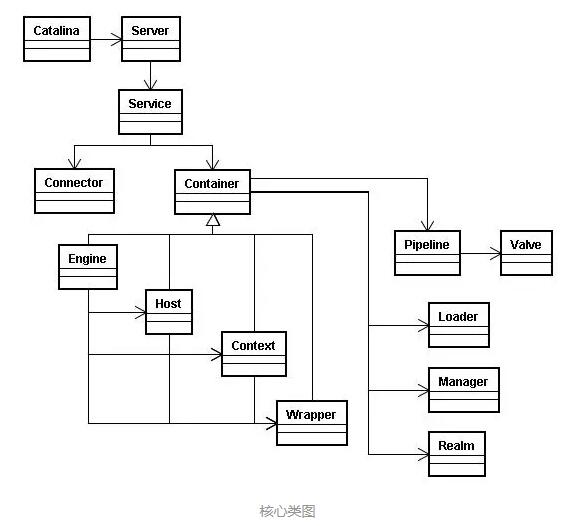 Catalina
Server
Service
Connector
Container
Pipeline
Valve
Engine
Host
Loader
Context
Manager
Wrapper
Realm
核心类图